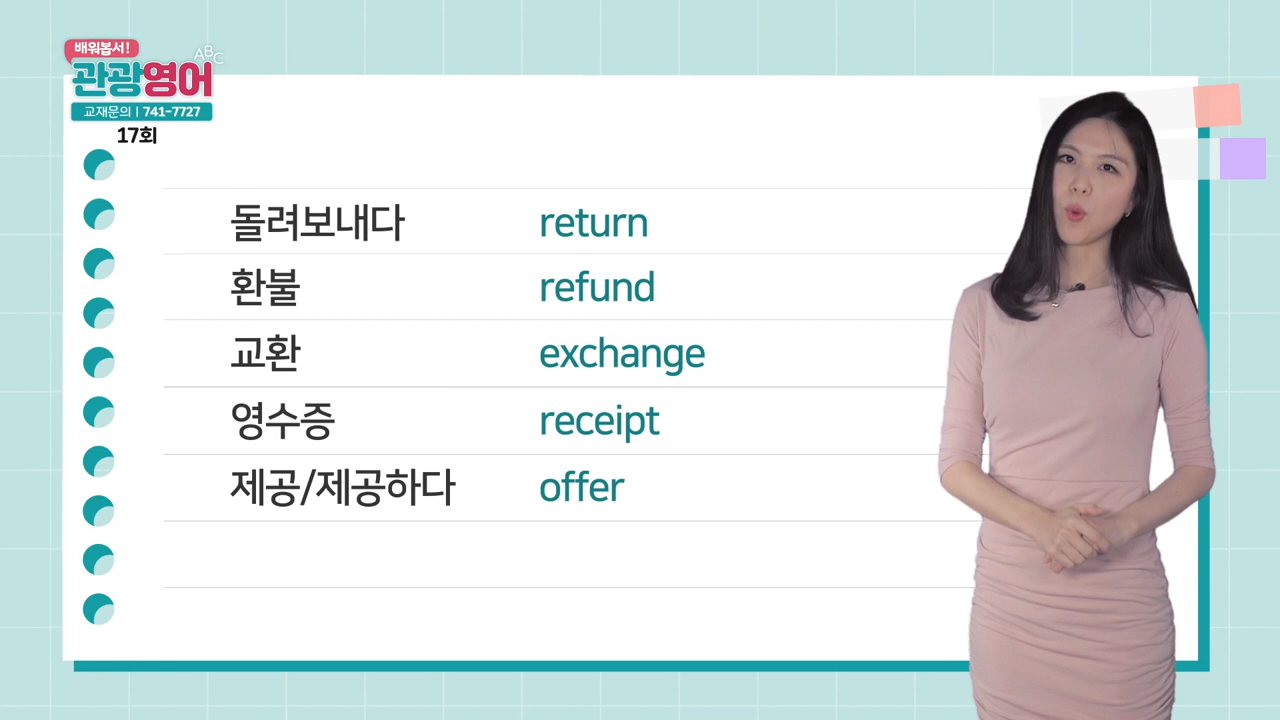 배워봅서!
ABC
관광영어
교재문의 | 741-7727
17회
돌려보내다 return
환불 refund
교환 exchange
영수증 receipt
제공/제공하다 offer